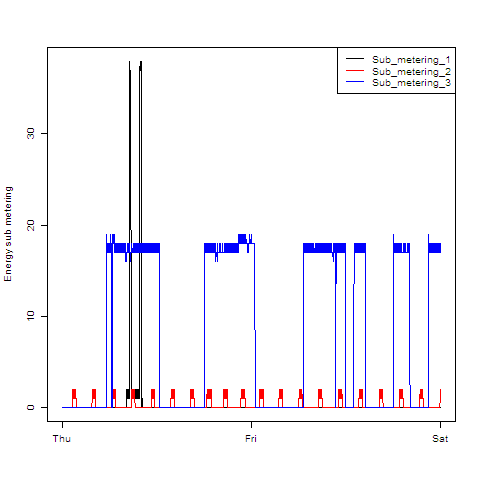 Sub_metering_1
Sub_metering_2
Sub_metering_3
Energy sub metering
30
20
10
0
Thu
Fri
Sat